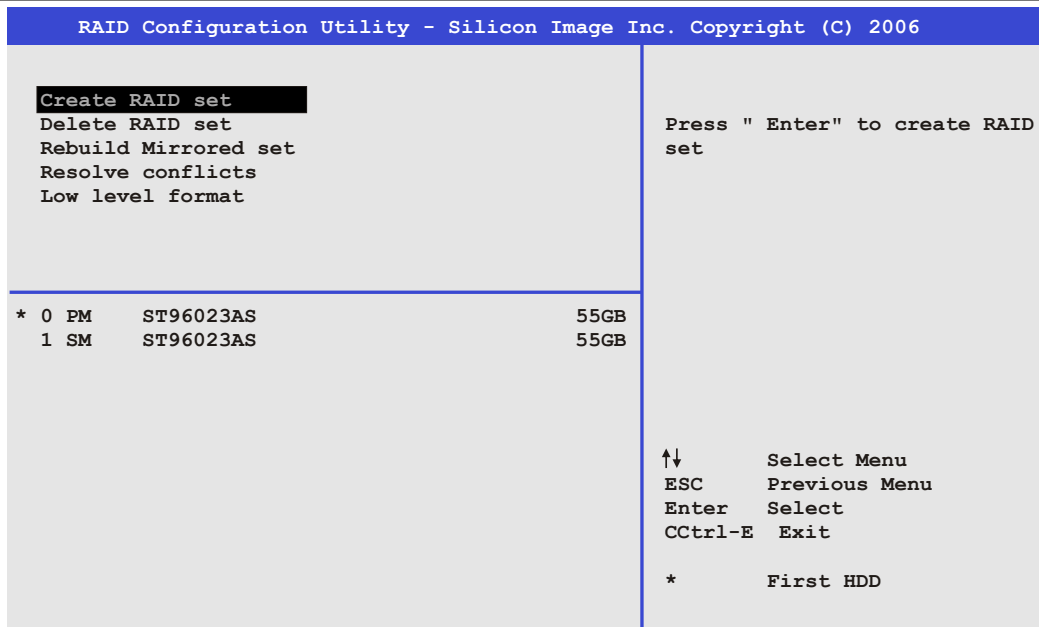 RAID Configuration Utility - Silicon Image Inc. Copyright (C) 2006
Create RAID set
Delete RAID set
Rebuild Mirrored set
Resolve conflicts
Low level format
Press " Enter" to create RAID
set
* 0 PM ST96023AS 55GB
1 SM ST96023AS 55GB
↑↓ Select Menu
ESC Previous Menu
Enter Select
CCtrl-E Exit
* First HDD